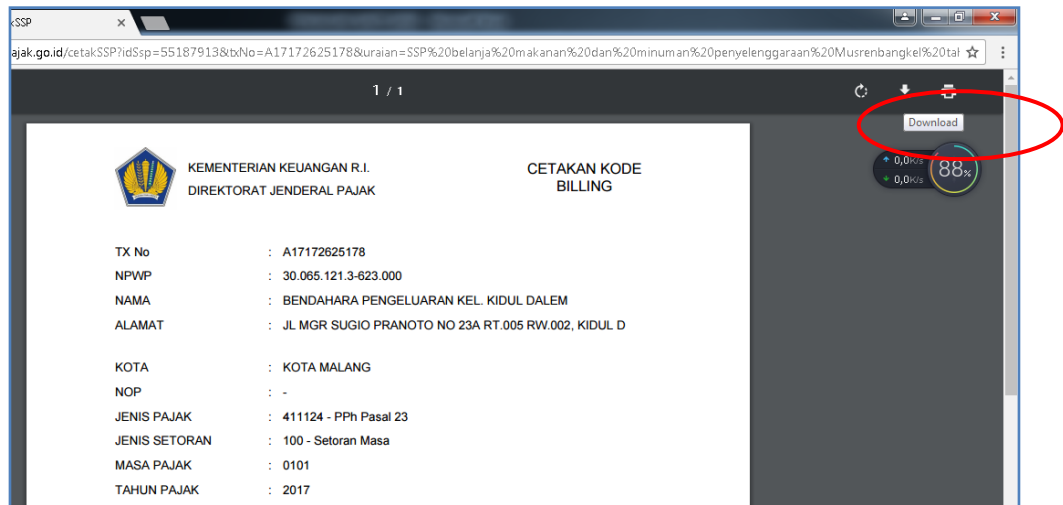 <SSP
ajak.go.id/cetakSSP?idSsp=55187913&txNo=A17172625178&uraian=SSP%20belanja%20makanan%20dan%20minuman%20penyelenggaraan%20Musrenbangkel%20tal
1 / 1
Download
0,0K/s
0,0K/s
88%
KEMENTERIAN KEUANGAN R.I.
DIREKTORAT JENDERAL PAJAK
CETAKAN KODE
BILLING
TX No : A17172625178
NPWP : 30.065.121.3-623.000
NAMA : BENDAHARA PENGELUARAN KEL. KIDUL DALEM
ALAMAT : JL MGR SUGIO PRANOTO NO 23A RT.005 RW.002, KIDUL D
KOTA : KOTA MALANG
NOP : -
JENIS PAJAK : 411124 - PPh Pasal 23
JENIS SETORAN : 100 - Setoran Masa
MASA PAJAK : 0101
TAHUN PAJAK : 2017